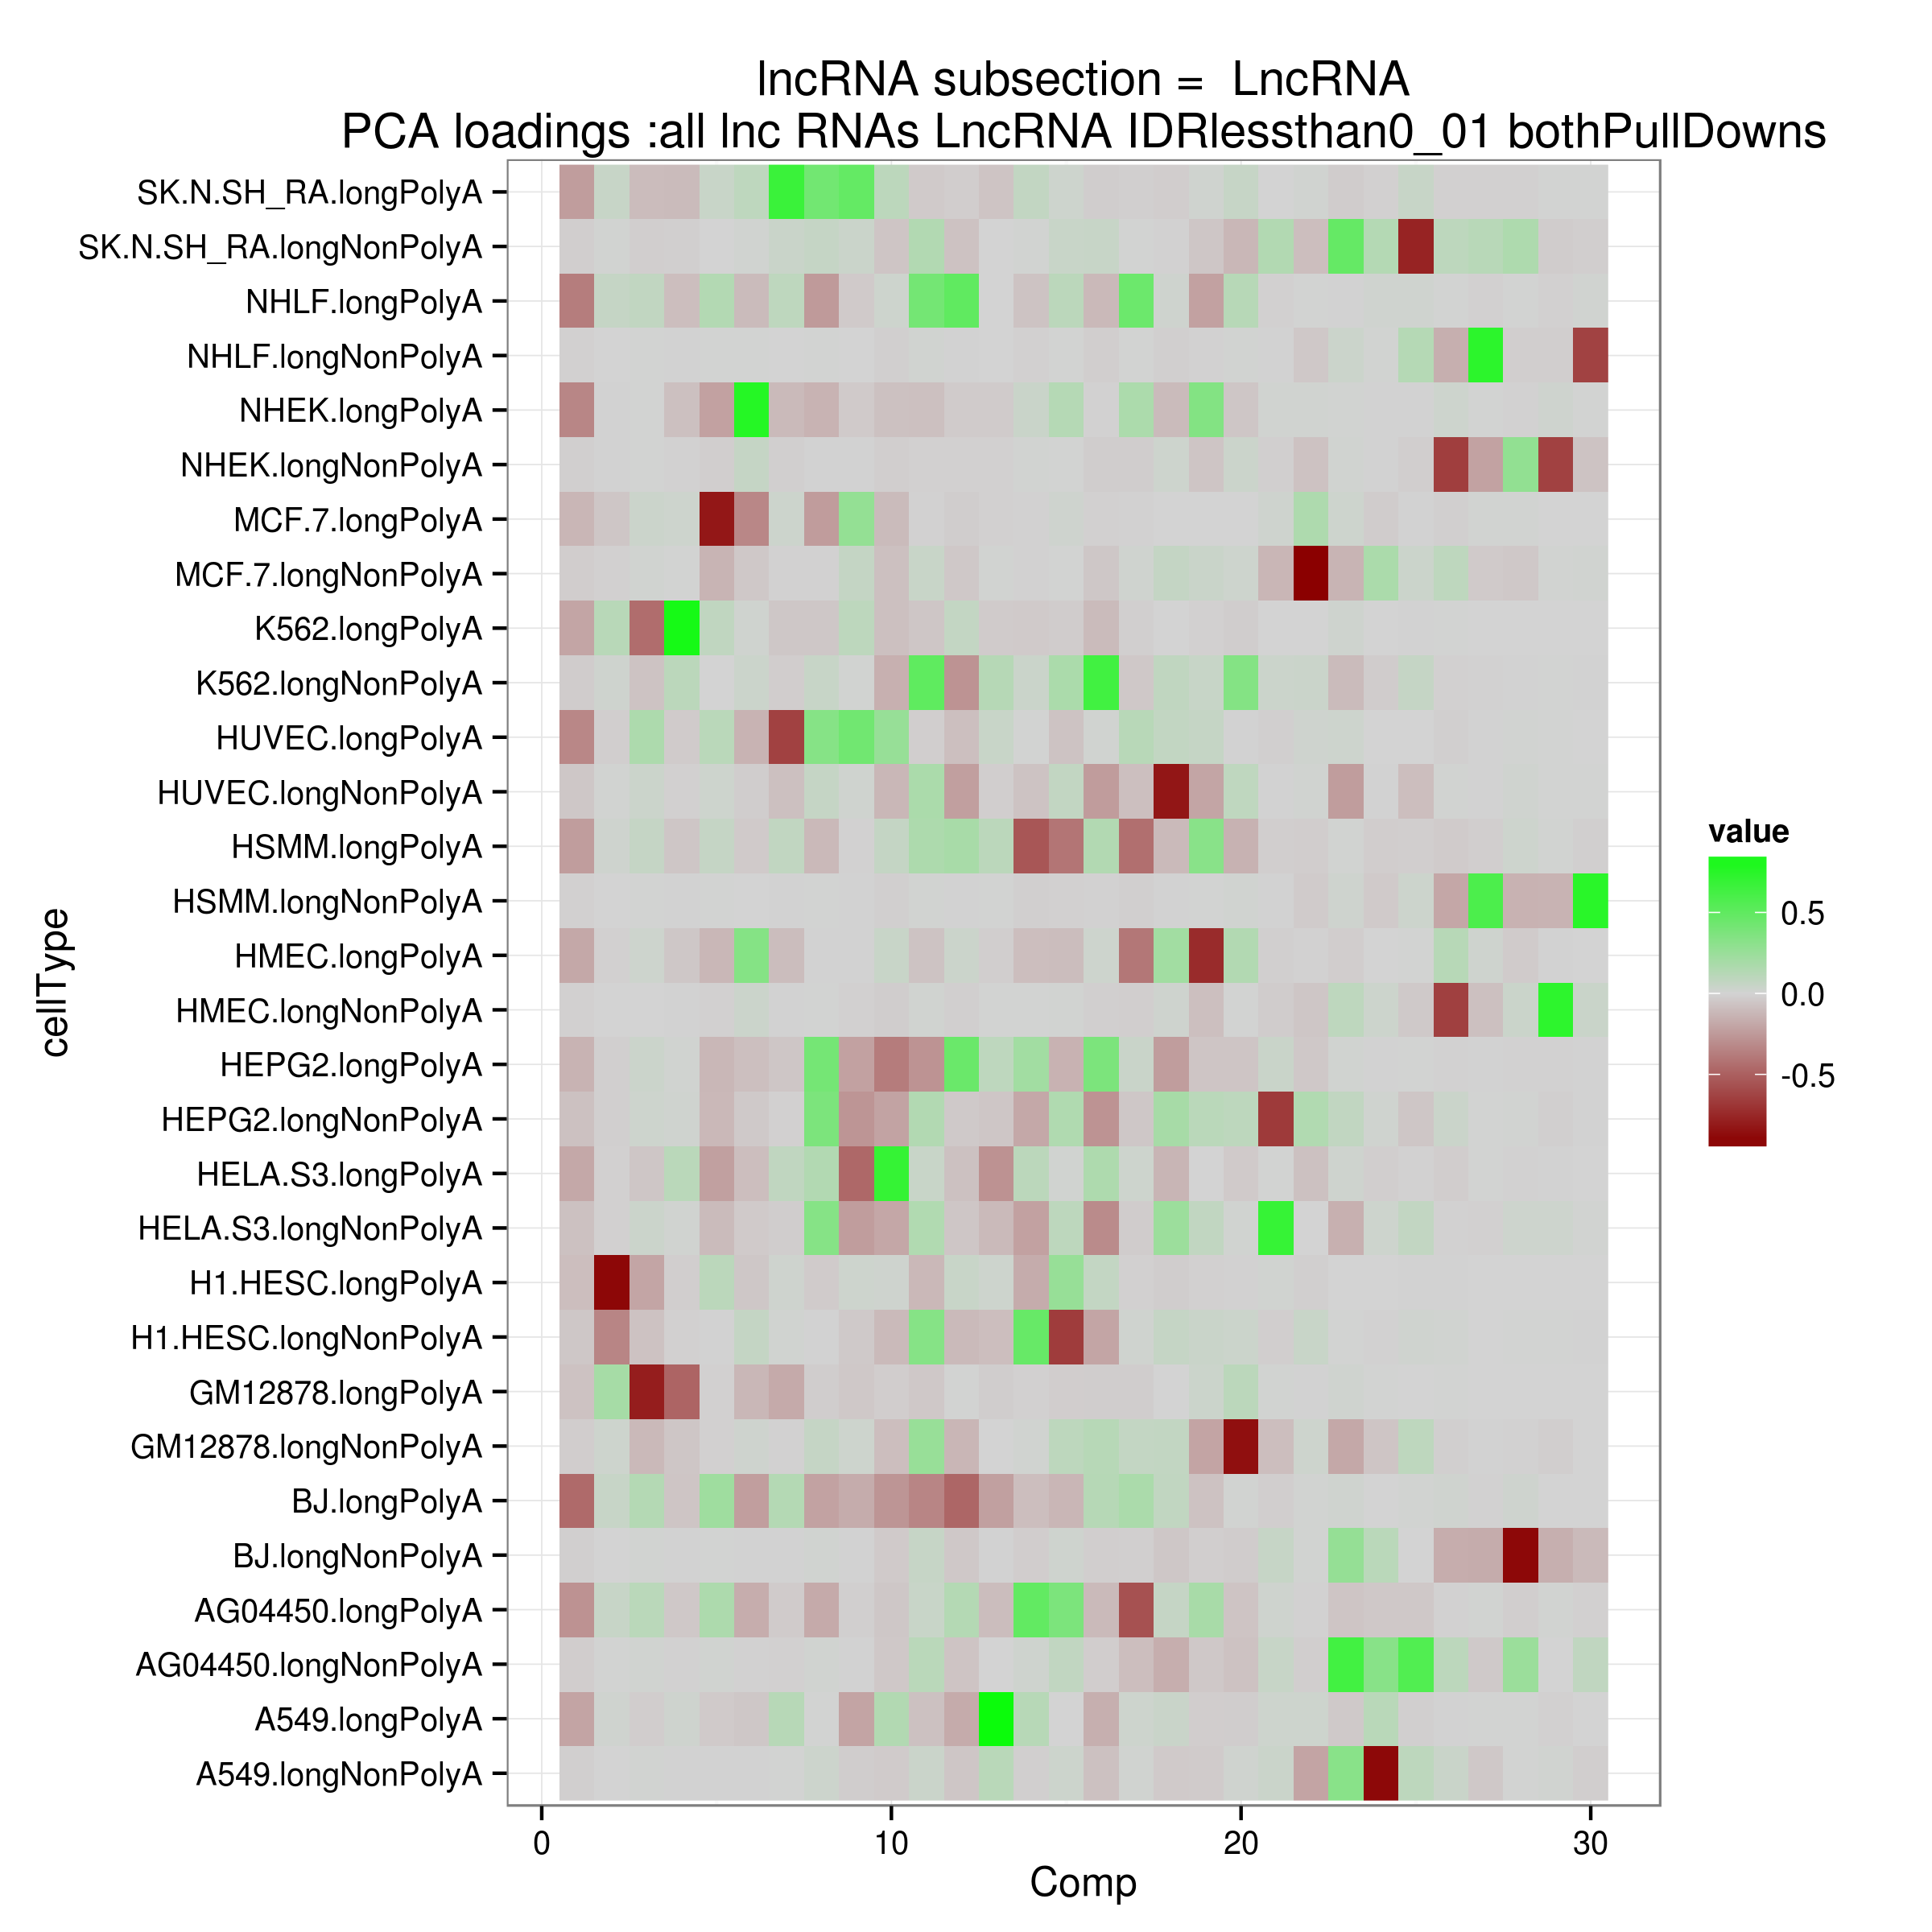 lncRNA subsection =  LncRNA
PCA loadings :all lnc RNAs LncRNA IDRlessthan0_01 bothPullDowns
SK.N.SH_RA.longPolyA
SK.N.SH_RA.longNonPolyA
NHLF.longPolyA
NHLF.longNonPolyA
NHEK.longPolyA
NHEK.longNonPolyA
MCF.7.longPolyA
MCF.7.longNonPolyA
K562.longPolyA
K562.longNonPolyA
HUVEC.longPolyA
HUVEC.longNonPolyA
HSMM.longPolyA
HSMM.longNonPolyA
HMEC.longPolyA
HMEC.longNonPolyA
HEPG2.longPolyA
HEPG2.longNonPolyA
HELA.S3.longPolyA
HELA.S3.longNonPolyA
H1.HESC.longPolyA
H1.HESC.longNonPolyA
GM12878.longPolyA
GM12878.longNonPolyA
BJ.longPolyA
BJ.longNonPolyA
AG04450.longPolyA
AG04450.longNonPolyA
A549.longPolyA
A549.longNonPolyA
cellType
0 10 20 30
Comp
value
0.5
0.0
-0.5